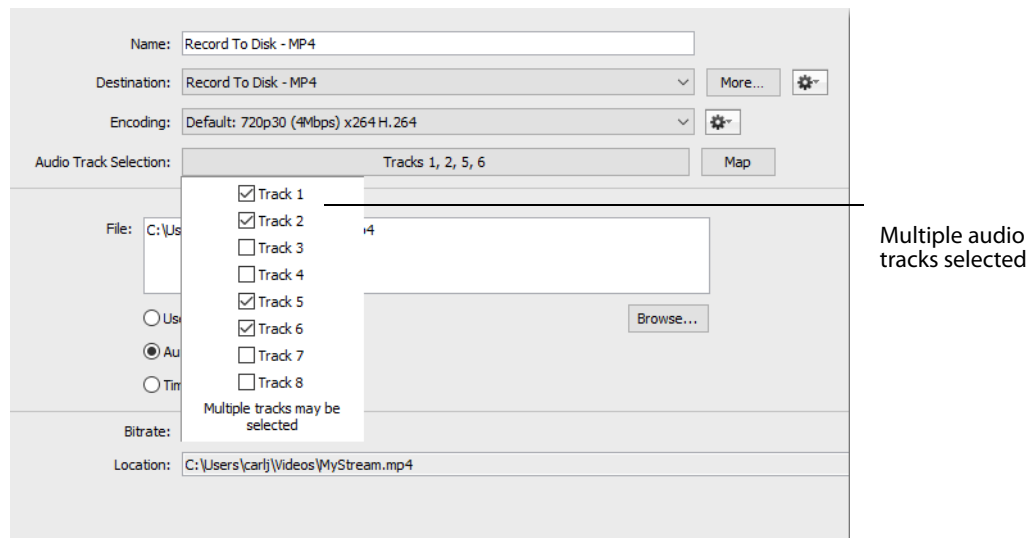 Name: Record To Disk - MP4
Destination: Record To Disk - MP4 More...
Encoding: Default: 720p30 (4Mbps) x264 H.264
Audio Track Selection: Tracks 1, 2, 5, 6 Map
Track 1
Track 2
Track 3
Track 4
Track 5
Track 6
Track 7
Track 8
Multiple tracks may be
selected
File: C:\Us p4
Use
Browse...
Au
Tim
Bitrate:
Location: C:\Users\carlj\Videos\MyStream.mp4
Multiple audio
tracks selected